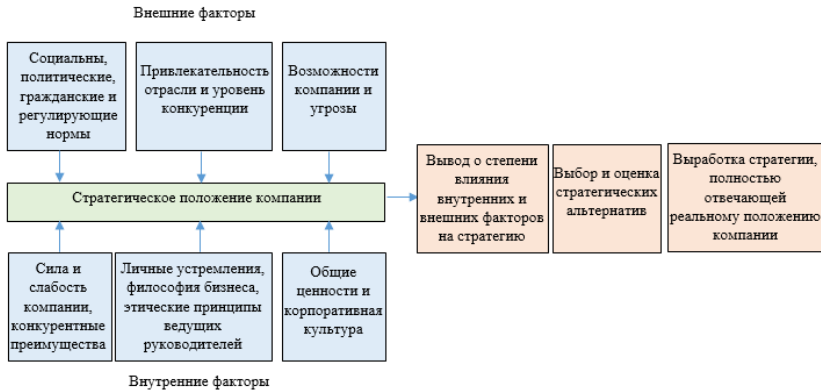 Внешние факторы
Социальны,
политические,
гражданские и
регулирующие
нормы
Привлекательность
отрасли и уровень
конкуренции
Возможности
компании и
угрозы
Стратегическое положение компании
Вывод о степени
влияния
внутренних и
внешних факторов
на стратегию
Выбор и оценка
стратегических
альтернатив
Выработка стратегии,
полностью
отвечающей
реальному положению
компании
Сила и
слабость
компании,
конкурентные
преимущества
Личные устремления,
философия бизнеса,
этические принципы
ведущих
руководителей
Общие
ценности и
корпоративная
культура
Внутренние факторы